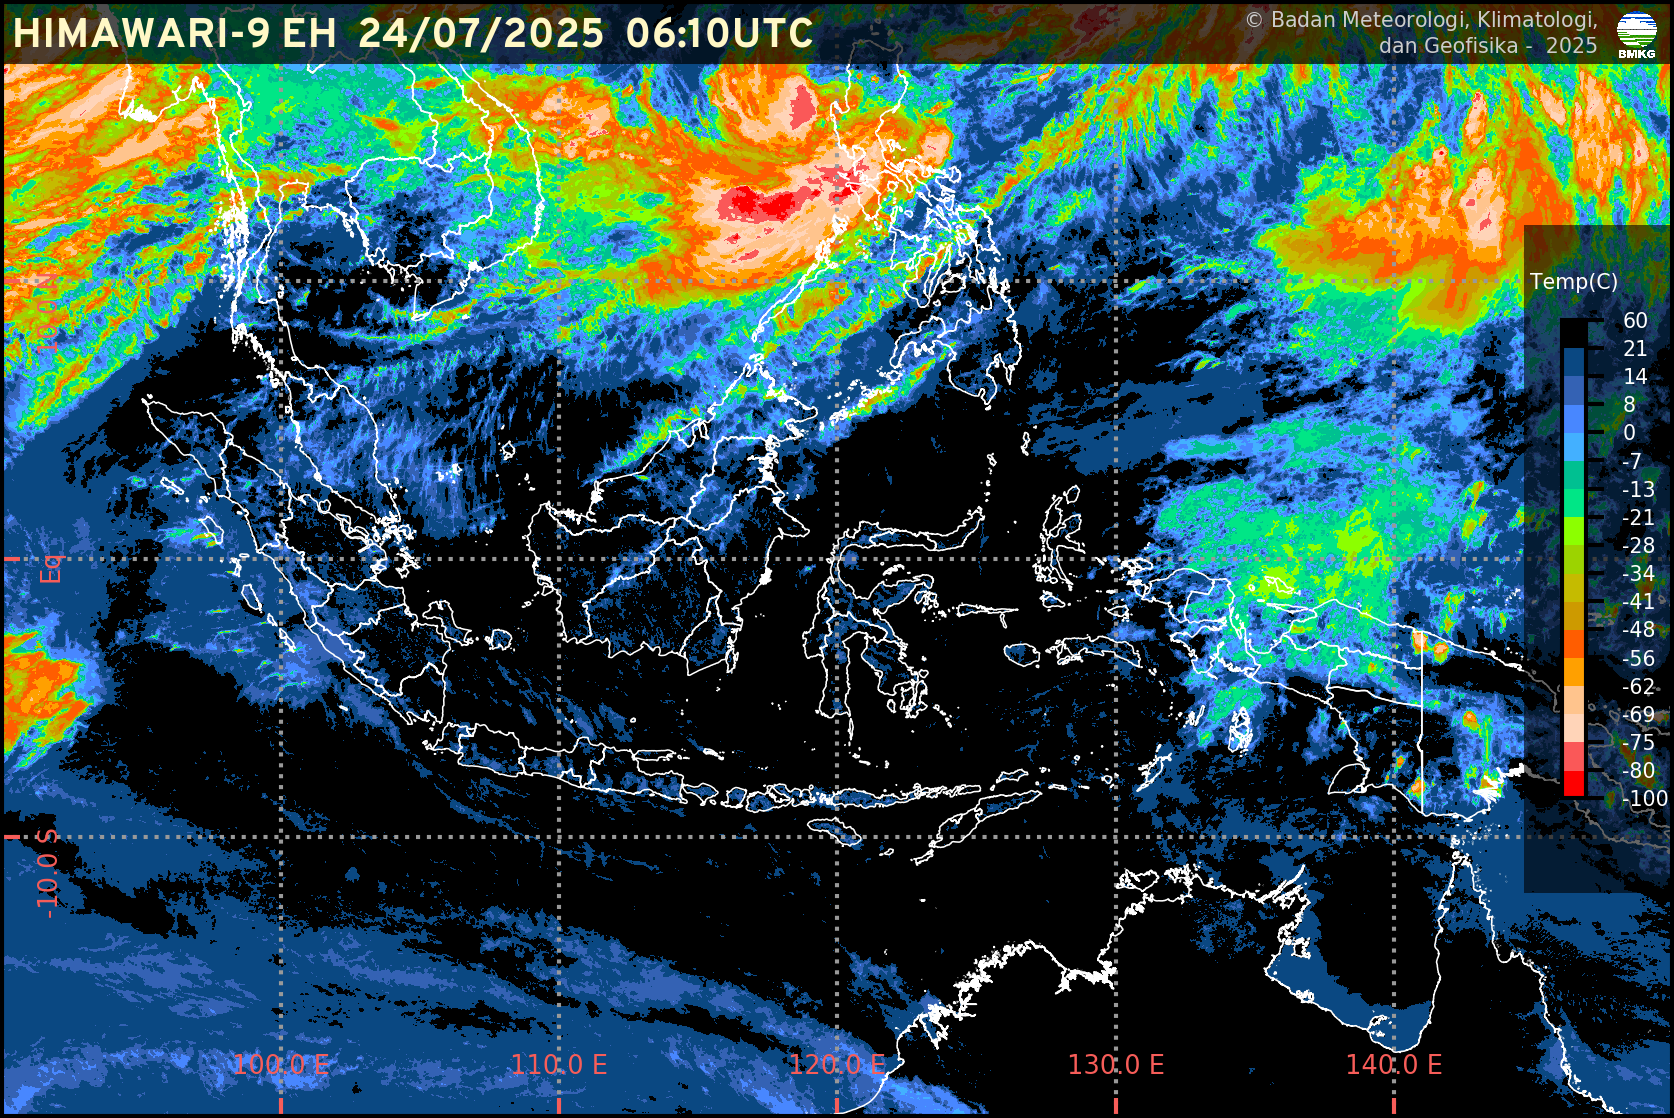 HIMAWARI-9 EH 24/07/2025 06:10UTC
© Badan Meteorologi, Klimatologi,
dan Geofisika - 2025
BMKG
Temp(C)
60
21
14
8
0
-7
-13
-21
-28
-34
-41
-48
-56
-62
-69
-75
-80
-100
10.0 N
Eq
-10.0 S
100.0 E
110.0 E
120.0 E
130.0 E
140.0 E